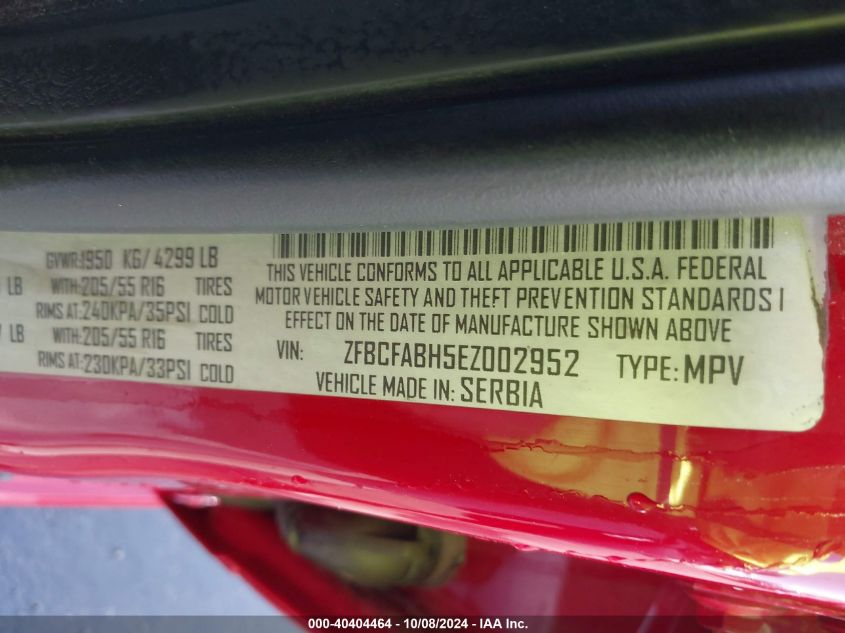 GVWR:1950 KG/ 4299 LB
LB WITH:205/55 R16 TIRES
RIMS AT:240KPA/35PSI COLD
LB WITH:205/55 R16 TIRES
RIMS AT:230KPA/33PSI COLD
THIS VEHICLE CONFORMS TO ALL APPLICABLE U.S.A. FEDERAL
MOTOR VEHICLE SAFETY AND THEFT PREVENTION STANDARDS I
EFFECT ON THE DATE OF MANUFACTURE SHOWN ABOVE
VIN: ZFBCFABH5EZ002952 TYPE:MPV
VEHICLE MADE IN: SERBIA
000-40404464 - 10/08/2024 - IAA Inc.